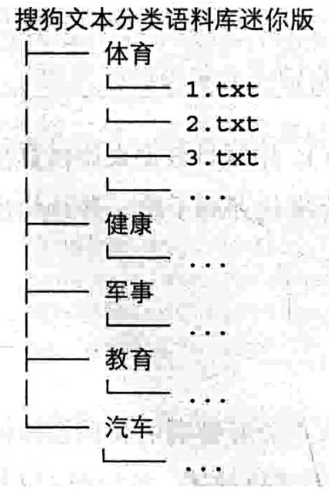 搜狗文本分类语料库迷你版
体育
1.txt
2.txt
3.txt
...
健康
...
军事
...
教育
...
汽车
...